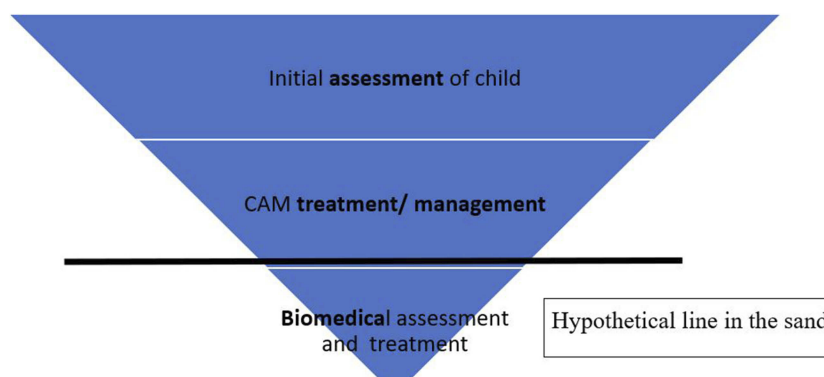 Initial assessment of child
CAM treatment/ management
Biomedical assessment
and treatment
Hypothetical line in the sand